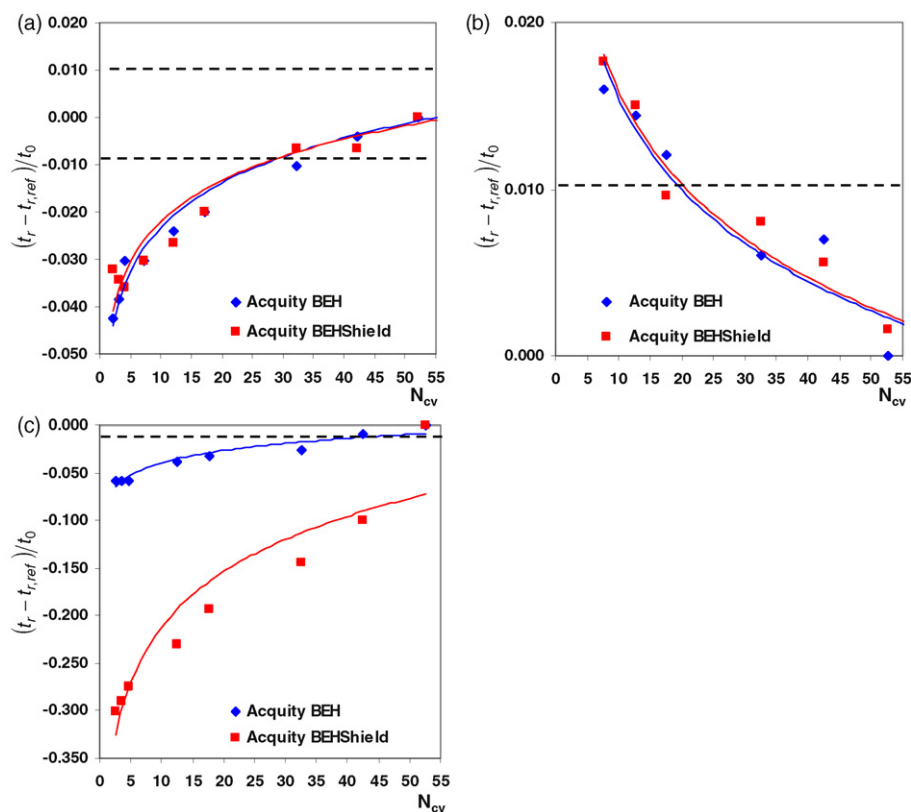 (a)
0.020
0.010
0.000
-0.010
-0.020
-0.030
-0.040
-0.050
(t_r − t_{r,ref})/t_0
Acquity BEH
Acquity BEHShield
0 5 10 15 20 25 30 35 40 45 50 55
N_cv
(b)
0.020
0.010
0.000
(t_r − t_{r,ref})/t_0
Acquity BEH
Acquity BEHShield
0 5 10 15 20 25 30 35 40 45 50 55
N_cv
(c)
0.000
-0.050
-0.100
-0.150
-0.200
-0.250
-0.300
-0.350
(t_r − t_{r,ref})/t_0
Acquity BEH
Acquity BEHShield
0 5 10 15 20 25 30 35 40 45 50 55
N_cv